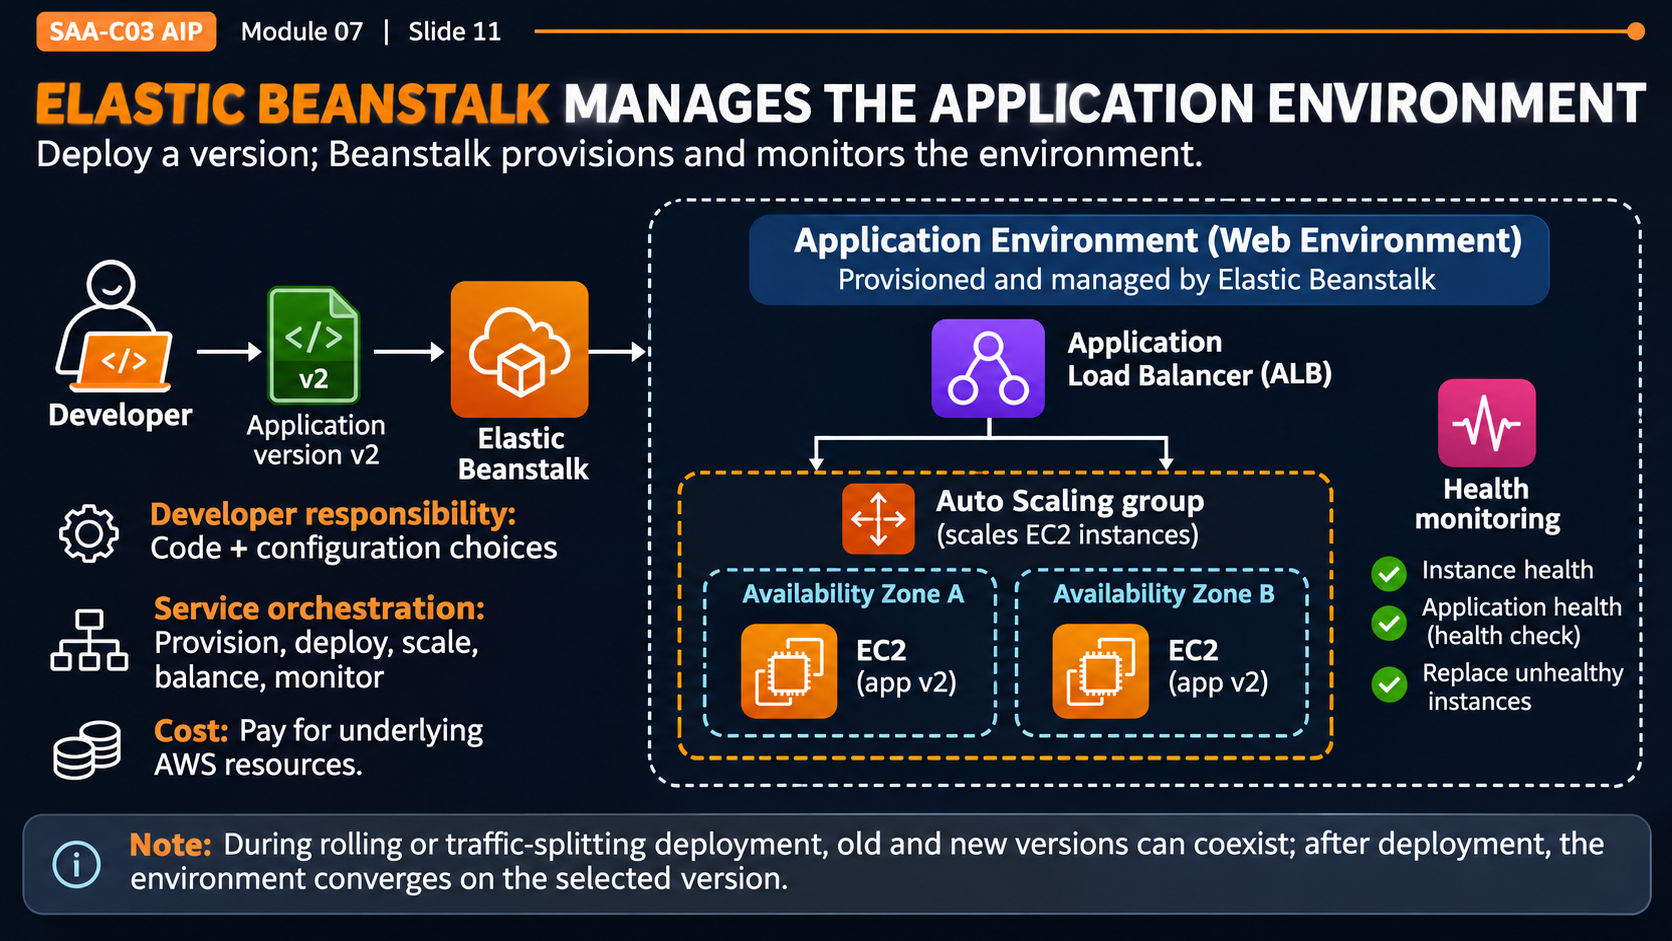 SAA-C03 AIP Module 07 | Slide 11
ELASTIC BEANSTALK MANAGES THE APPLICATION ENVIRONMENT
Deploy a version; Beanstalk provisions and monitors the environment.
</>
Developer
</>
v2
Application
version v2
Elastic
Beanstalk
Developer responsibility:
Code + configuration choices
Service orchestration:
Provision, deploy, scale,
balance, monitor
Cost: Pay for underlying
AWS resources.
Application Environment (Web Environment)
Provisioned and managed by Elastic Beanstalk
Application
Load Balancer (ALB)
Auto Scaling group
(scales EC2 instances)
Availability Zone A
EC2
(app v2)
Availability Zone B
EC2
(app v2)
Health
monitoring
Instance health
Application health
(health check)
Replace unhealthy
instances
i
Note: During rolling or traffic-splitting deployment, old and new versions can coexist; after deployment, the
environment converges on the selected version.